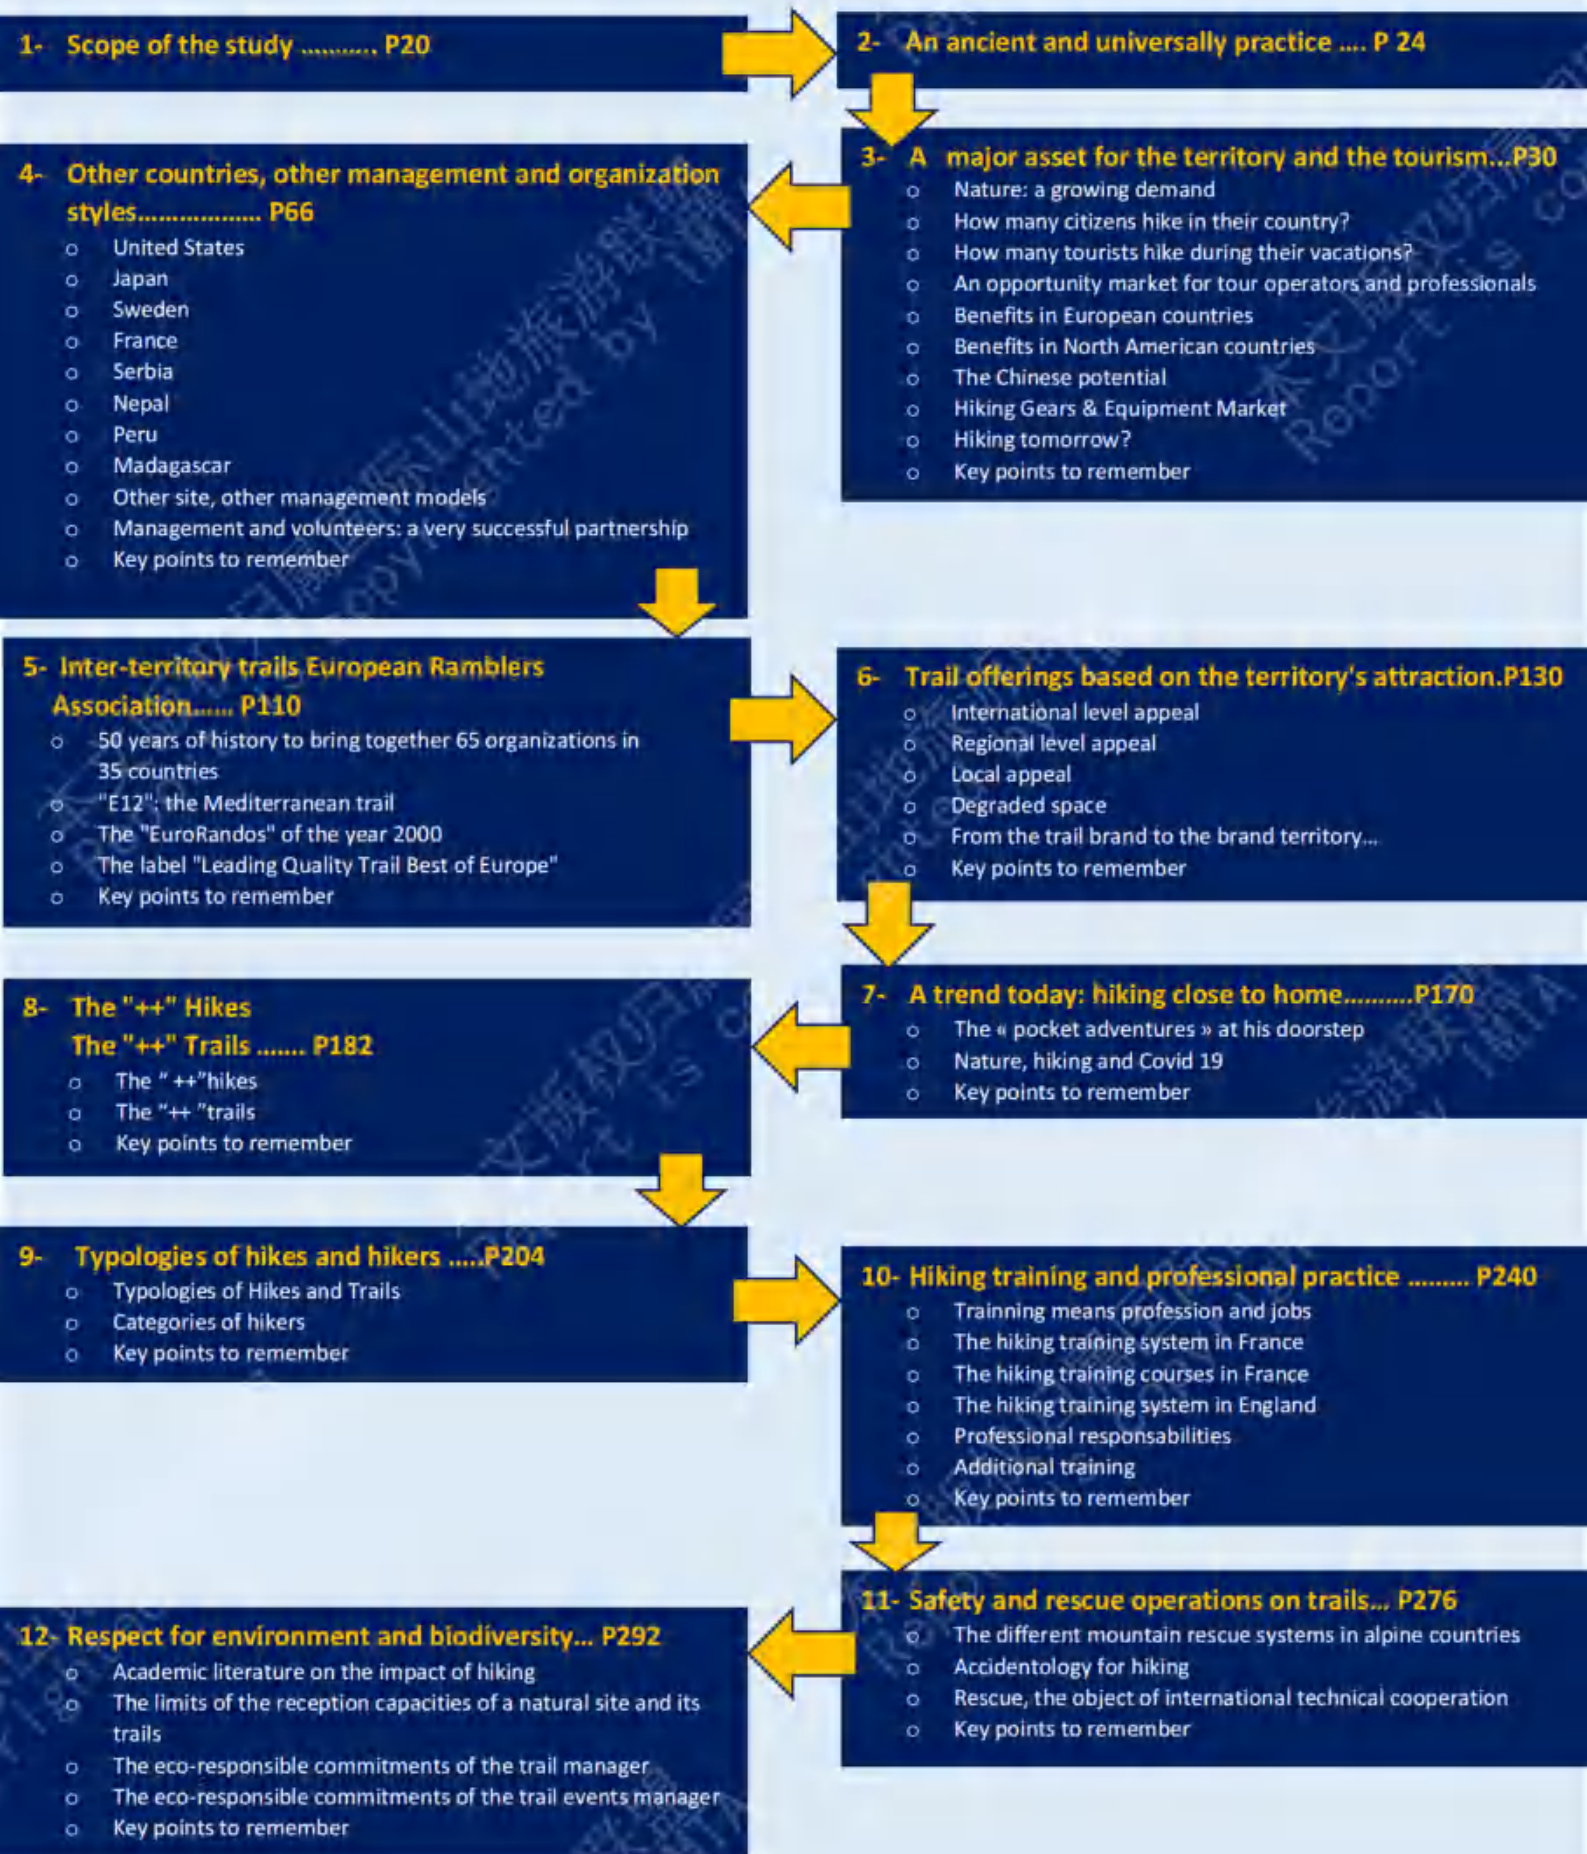 1- Scope of the study ........... P20
2- An ancient and universally practice .... P 24
3- A major asset for the territory and the tourism...P30
o Nature: a growing demand
o How many citizens hike in their country?
o How many tourists hike during their vacations?
o An opportunity market for tour operators and professionals
o Benefits in European countries
o Benefits in North American countries
o The Chinese potential
o Hiking Gears & Equipment Market
o Hiking tomorrow?
o Key points to remember
4- Other countries, other management and organization
styles.................. P66
o United States
o Japan
o Sweden
o France
o Serbia
o Nepal
o Peru
o Madagascar
o Other site, other management models
o Management and volunteers: a very successful partnership
o Key points to remember
5- Inter-territory trails European Ramblers
Association...... P110
o 50 years of history to bring together 65 organizations in
35 countries
o "E12": the Mediterranean trail
o The "EuroRandos" of the year 2000
o The label "Leading Quality Trail Best of Europe"
o Key points to remember
6- Trail offerings based on the territory's attraction.P130
o International level appeal
o Regional level appeal
o Local appeal
o Degraded space
o From the trail brand to the brand territory...
o Key points to remember
7- A trend today: hiking close to home..........P170
o The « pocket adventures » at his doorstep
o Nature, hiking and Covid 19
o Key points to remember
8- The "++" Hikes
The "++" Trails ....... P182
o The " ++"hikes
o The "++ "trails
o Key points to remember
9- Typologies of hikes and hikers .....P204
o Typologies of Hikes and Trails
o Categories of hikers
o Key points to remember
10- Hiking training and professional practice ......... P240
o Trainning means profession and jobs
o The hiking training system in France
o The hiking training courses in France
o The hiking training system in England
o Professional responsabilities
o Additional training
o Key points to remember
11- Safety and rescue operations on trails... P276
o The different mountain rescue systems in alpine countries
o Accidentology for hiking
o Rescue, the object of international technical cooperation
o Key points to remember
12- Respect for environment and biodiversity... P292
o Academic literature on the impact of hiking
o The limits of the reception capacities of a natural site and its
trails
o The eco-responsible commitments of the trail manager
o The eco-responsible commitments of the trail events manager
o Key points to remember